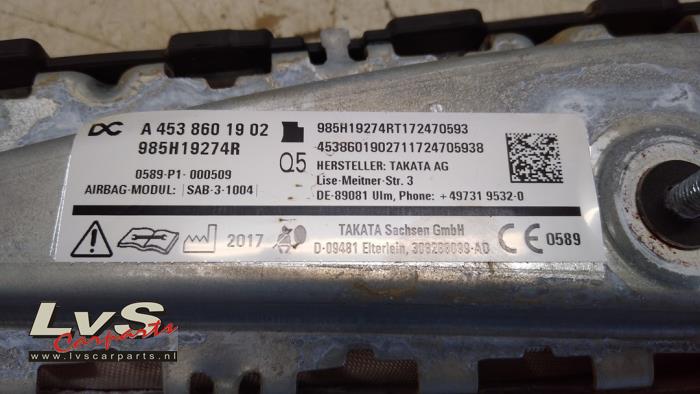 DC A 453 860 19 02
985H19274R
0589-P1- 000509
AIRBAG-MODUL: SAB-3-1004
Q5
985H19274RT172470593
4538601902711724705938
HERSTELLER: TAKATA AG
Lise-Meitner-Str. 3
DE-89081 Ulm, Phone: +49731 9532-0
2017
TAKATA Sachsen GmbH
D-09481 Elterlein,
CE 0589
LvS
Carparts
www.lvscarparts.nl